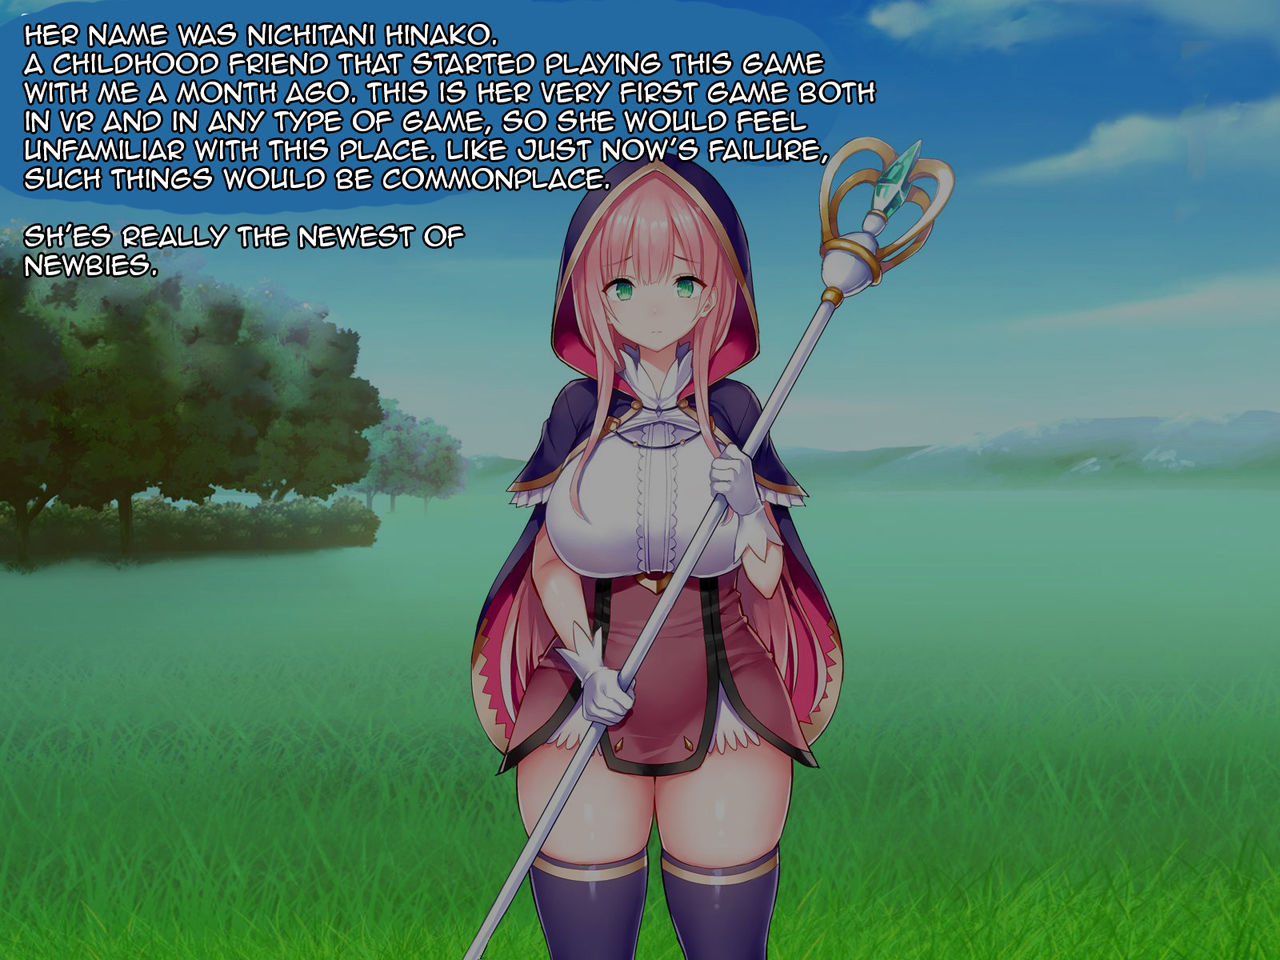 HER NAME WAS NICHITANI HINAKO.
A CHILDHOOD FRIEND THAT STARTED PLAYING THIS GAME
WITH ME A MONTH AGO. THIS IS HER VERY FIRST GAME BOTH
IN VR AND IN ANY TYPE OF GAME, SO SHE WOULD FEEL
UNFAMILIAR WITH THIS PLACE. LIKE JUST NOW'S FAILURE,
SUCH THINGS WOULD BE COMMONPLACE.
SH'ES REALLY THE NEWEST OF
NEWBIES.